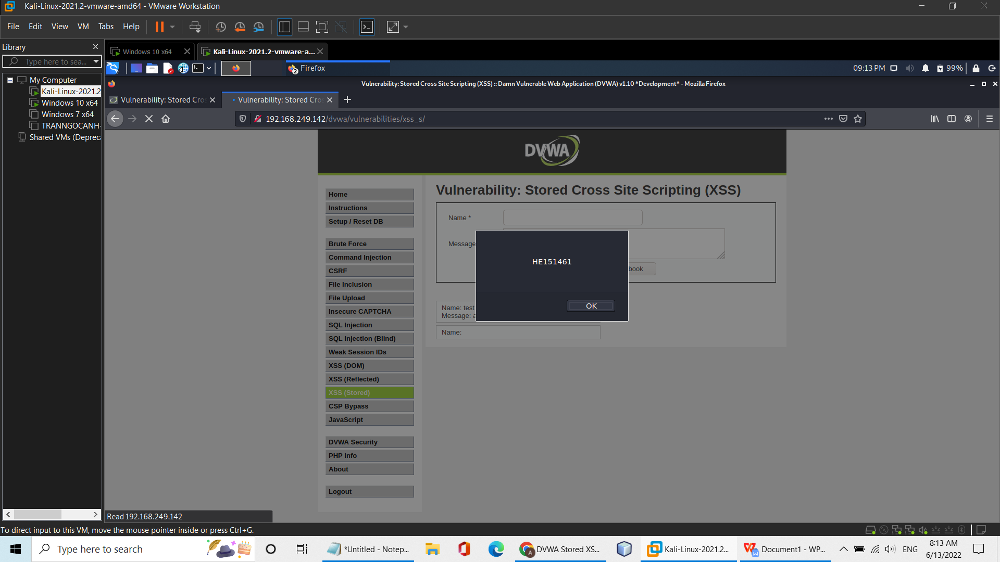 Kali-Linux-2021.2-vmware-amd64 - VMware Workstation
File Edit View VM Tabs Help
Library
Type here to sea...
My Computer
Kali-Linux-2021.2
Windows 10 x64
Windows 7 x64
TRANNGOCANH-
Shared VMs (Depreca
Windows 10 x64
Kali-Linux-2021.2-vmware-a...
2 Firefox
09:13 PM 99%
Vulnerability: Stored Cross Site Scripting (XSS) :: Damn Vulnerable Web Application (DVWA) v1.10 *Development* - Mozilla Firefox
Vulnerability: Stored Cro
Vulnerability: Stored Cro
192.168.249.142/dvwa/vulnerabilities/xss_s/
DVWA
Home
Instructions
Setup / Reset DB
Brute Force
Command Injection
CSRF
File Inclusion
File Upload
Insecure CAPTCHA
SQL Injection
SQL Injection (Blind)
Weak Session IDs
XSS (DOM)
XSS (Reflected)
XSS (Stored)
CSP Bypass
JavaScript
DVWA Security
PHP Info
About
Logout
Vulnerability: Stored Cross Site Scripting (XSS)
Name *
Message
book
HE151461
OK
Name: test
Message: a
Name:
Read 192.168.249.142
To direct input to this VM, move the mouse pointer inside or press Ctrl+G.
Type here to search
*Untitled - Notep...
DVWA Stored XS...
Kali-Linux-2021.2...
Document1 - WP...
ENG
8:13 AM
6/13/2022